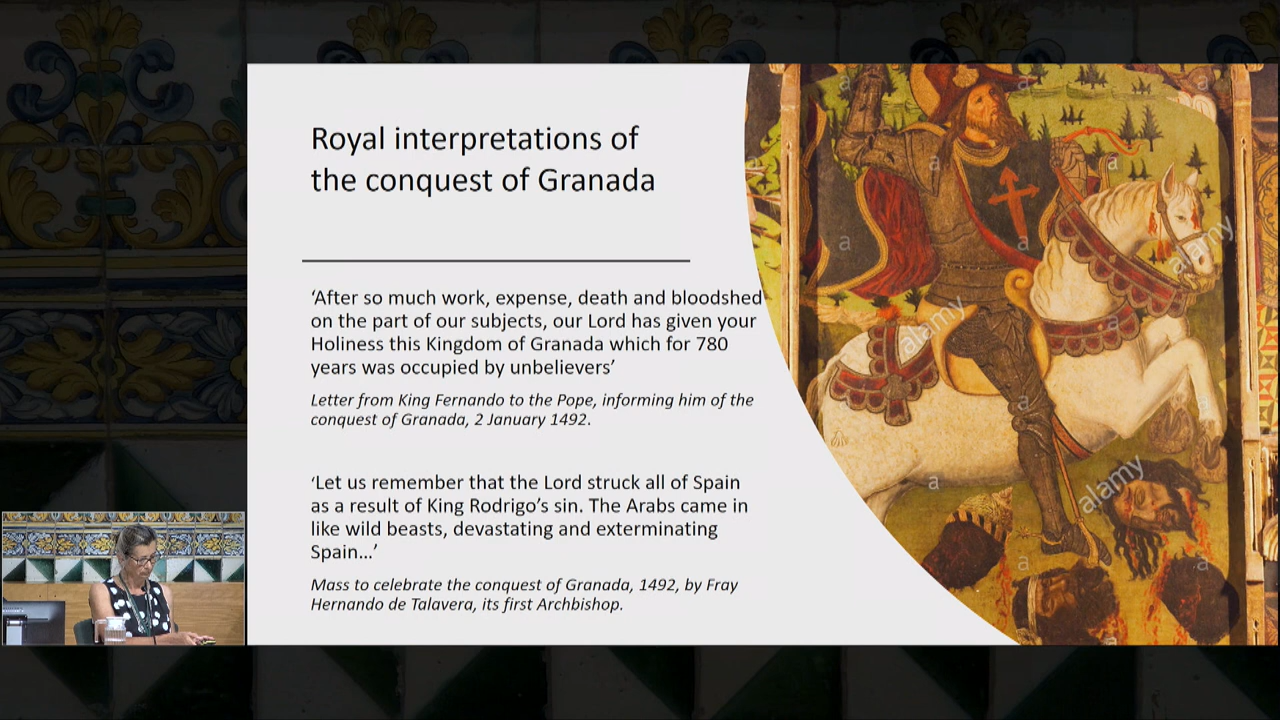 Royal interpretations of
the conquest of Granada
‘After so much work, expense, death and bloodshed
on the part of our subjects, our Lord has given your
Holiness this Kingdom of Granada which for 780
years was occupied by unbelievers’
Letter from King Fernando to the Pope, informing him of the
conquest of Granada, 2 January 1492.
‘Let us remember that the Lord struck all of Spain
as a result of King Rodrigo’s sin. The Arabs came in
like wild beasts, devastating and exterminating
Spain...’
Mass to celebrate the conquest of Granada, 1492, by Fray
Hernando de Talavera, its first Archbishop.
a
a
a
a
alamy
a
a
alamy
a
a
a
alamy
a
a
a